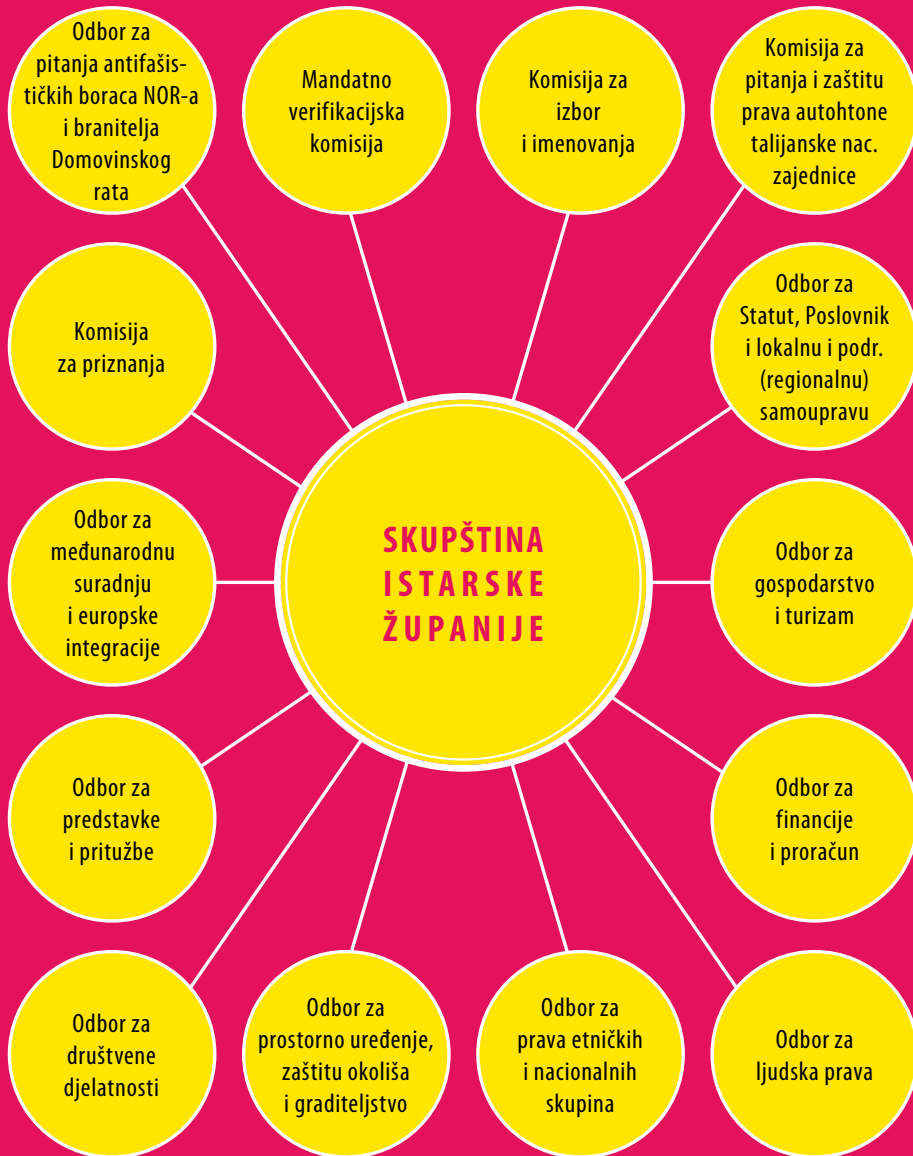 Odbor za
pitanja antifašis-
tičkih boraca NOR-a
i branitelja
Domovinskog
rata
Mandatno
verifikacijska
komisija
Komisija za
izbor
i imenovanja
Komisija za
pitanja i zaštitu
prava autohtone
talijanske nac.
zajednice
Komisija
za priznanja
Odbor za
Statut, Poslovnik
i lokalnu i podr.
(regionalnu)
samoupravu
Odbor za
međunarodnu
suradnju
i europske
integracije
SKUPŠTINA
ISTARSKE
ŽUPANIJE
Odbor za
gospodarstvo
i turizam
Odbor za
predstavke
i pritužbe
Odbor za
financije
i proračun
Odbor za
društvene
djelatnosti
Odbor za
prostorno uređenje,
zaštitu okoliša
i graditeljstvo
Odbor za
prava etničkih
i nacionalnih
skupina
Odbor za
ljudska prava